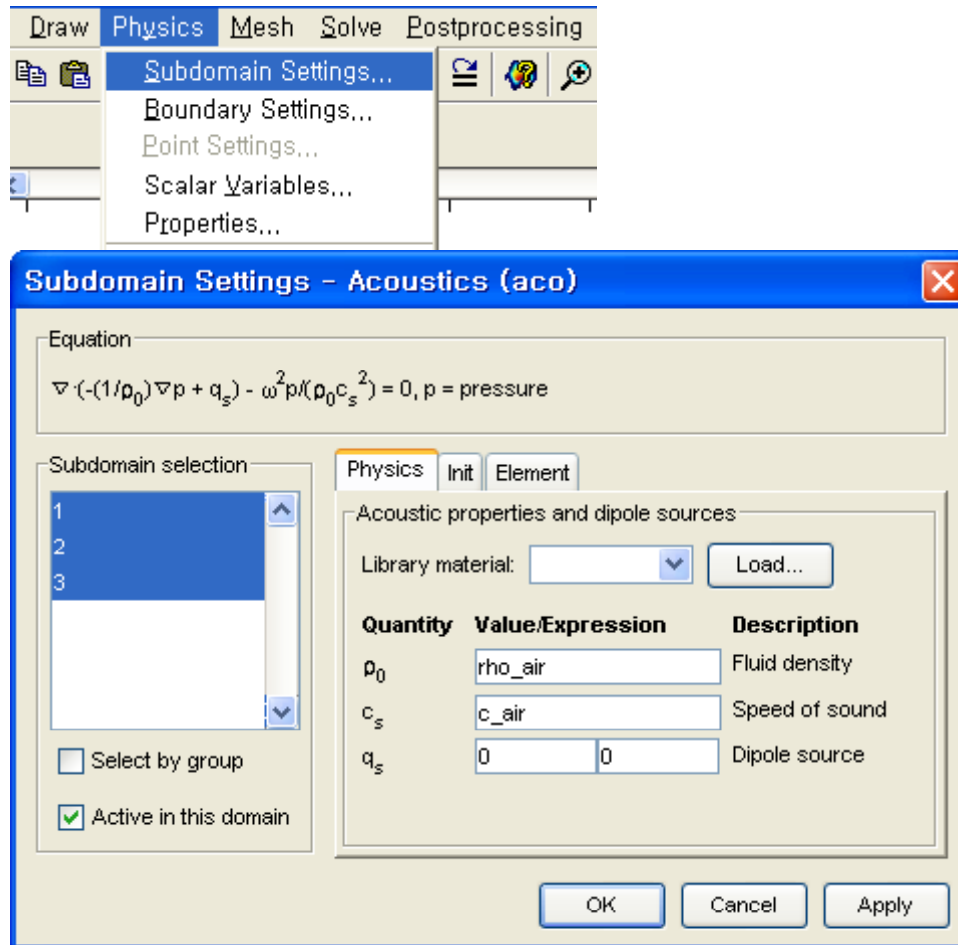 Draw Physics Mesh Solve Postprocessing
Subdomain Settings...
Boundary Settings...
Point Settings...
Scalar Variables...
Properties...
Subdomain Settings - Acoustics (aco)
Equation
∇·(-(1/ρ₀)∇p + qₛ) - ω²p/(ρ₀cₛ²) = 0, p = pressure
Subdomain selection
1
2
3
Select by group
Active in this domain
Physics Init Element
Acoustic properties and dipole sources
Library material: Load...
Quantity Value/Expression Description
ρ₀ rho_air Fluid density
cₛ c_air Speed of sound
qₛ 0 0 Dipole source
OK Cancel Apply